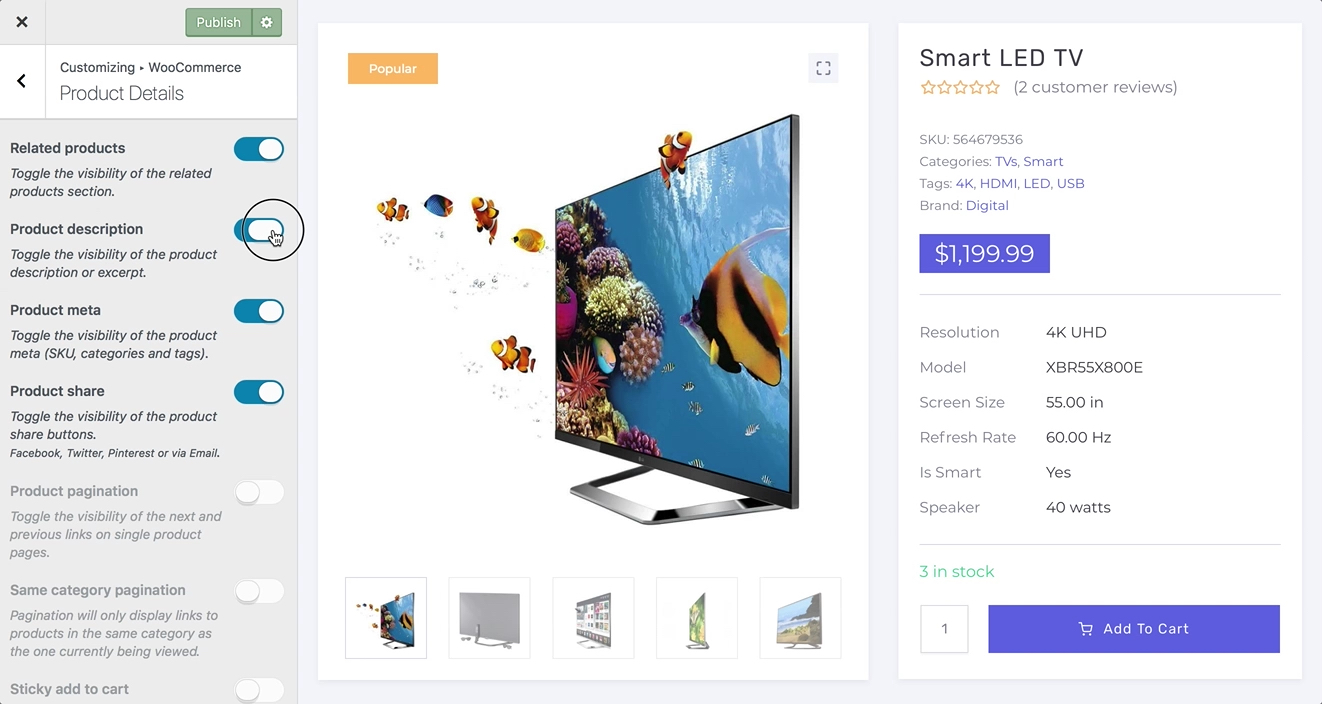 Publish
Customizing ▸ WooCommerce
Product Details
Related products
Toggle the visibility of the related
products section.
Product description
Toggle the visibility of the product
description or excerpt.
Product meta
Toggle the visibility of the product
meta (SKU, categories and tags).
Product share
Toggle the visibility of the product
share buttons.
Facebook, Twitter, Pinterest or via Email.
Product pagination
Toggle the visibility of the next and
previous links on single product
pages.
Same category pagination
Pagination will only display links to
products in the same category as
the one currently being viewed.
Sticky add to cart
Popular
Smart LED TV
(2 customer reviews)
SKU: 564679536
Categories: TVs, Smart
Tags: 4K, HDMI, LED, USB
Brand: Digital
$1,199.99
Resolution 4K UHD
Model XBR55X800E
Screen Size 55.00 in
Refresh Rate 60.00 Hz
Is Smart Yes
Speaker 40 watts
3 in stock
1 Add To Cart